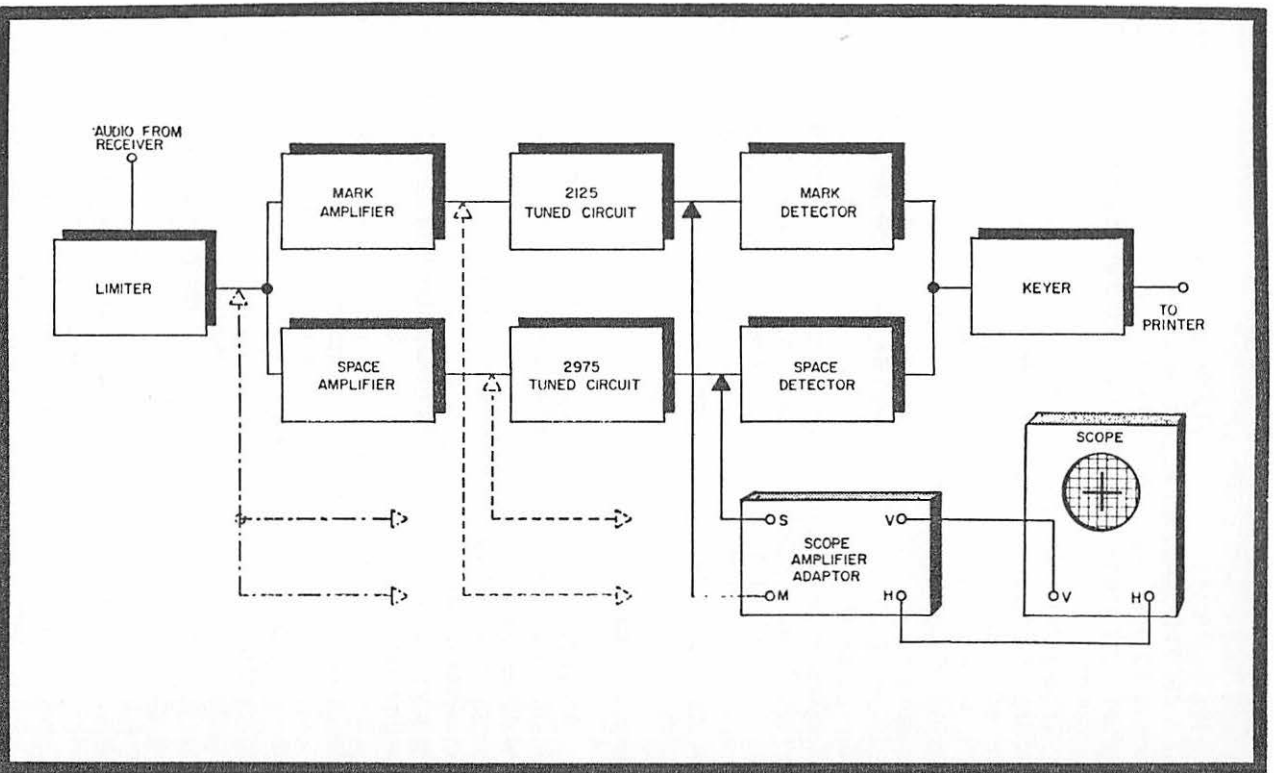 AUDIO FROM
RECEIVER
LIMITER
MARK
AMPLIFIER
2125
TUNED CIRCUIT
MARK
DETECTOR
SPACE
AMPLIFIER
2975
TUNED CIRCUIT
SPACE
DETECTOR
KEYER
TO
PRINTER
SCOPE
S
V
SCOPE
AMPLIFIER
ADAPTOR
M
H
V
H